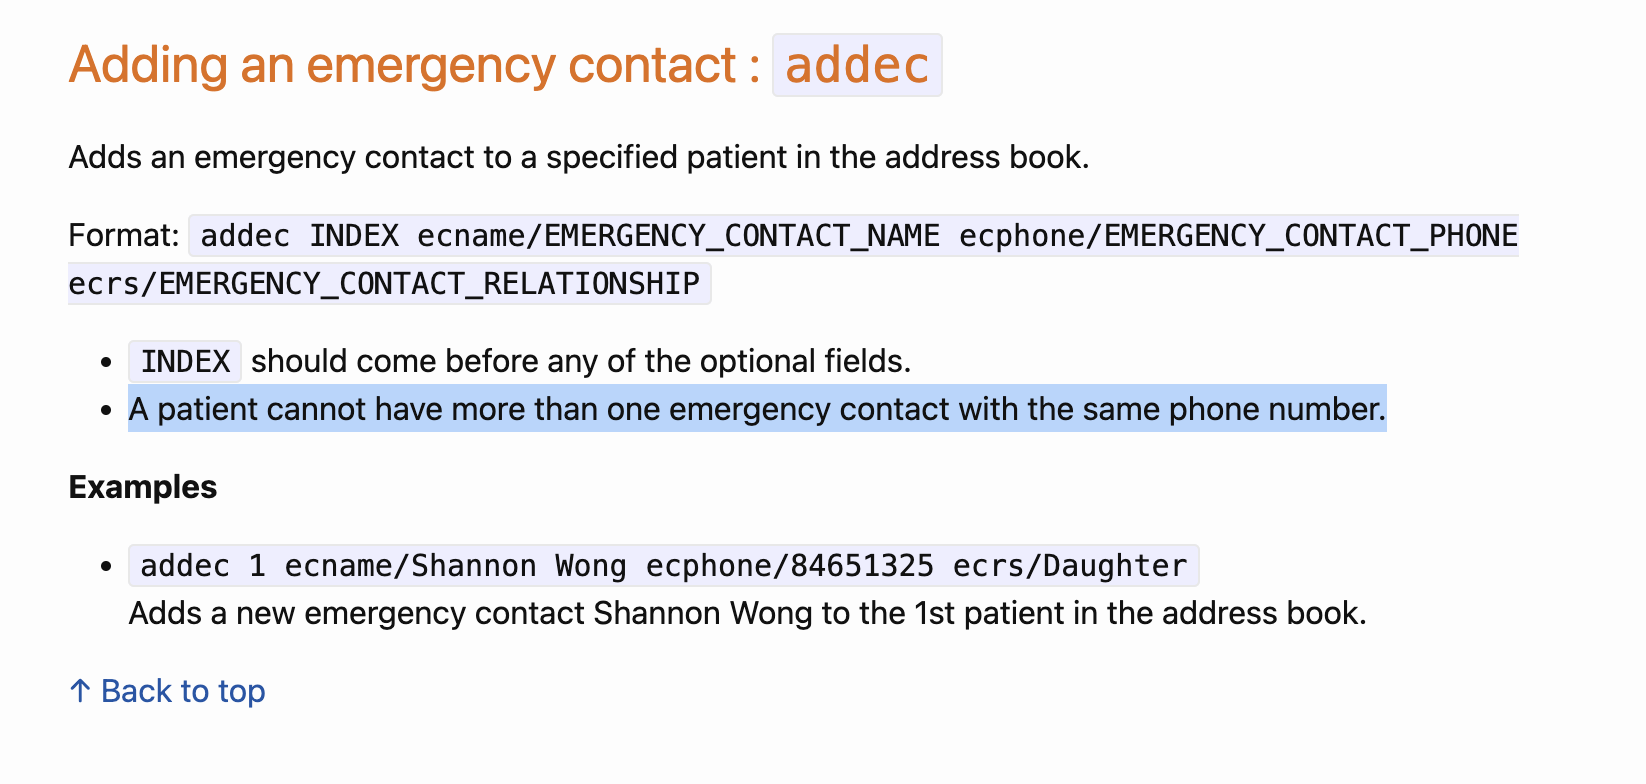 Adding an emergency contact : addec
Adds an emergency contact to a specified patient in the address book.
Format: addec INDEX ecname/EMERGENCY_CONTACT_NAME ecphone/EMERGENCY_CONTACT_PHONE
ecrs/EMERGENCY_CONTACT_RELATIONSHIP
• INDEX should come before any of the optional fields.
• A patient cannot have more than one emergency contact with the same phone number.
Examples
• addec 1 ecname/Shannon Wong ecphone/84651325 ecrs/Daughter
Adds a new emergency contact Shannon Wong to the 1st patient in the address book.
↑ Back to top